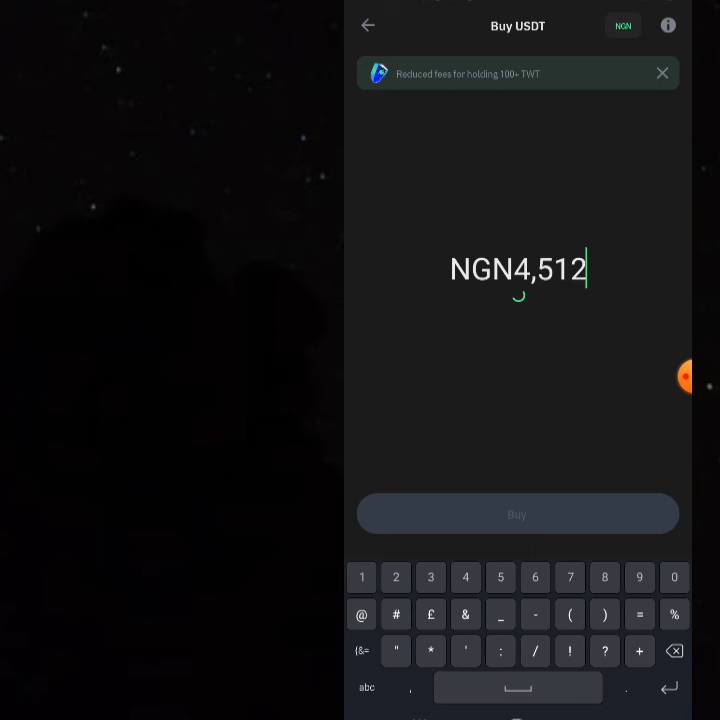 Buy USDT
NGN
Reduced fees for holding 100+ TWT
NGN4,512
Buy
1 2 3 4 5 6 7 8 9 0
@ # £ & _ - ( ) = %
{&= " * ' : / ! ? +
abc , .